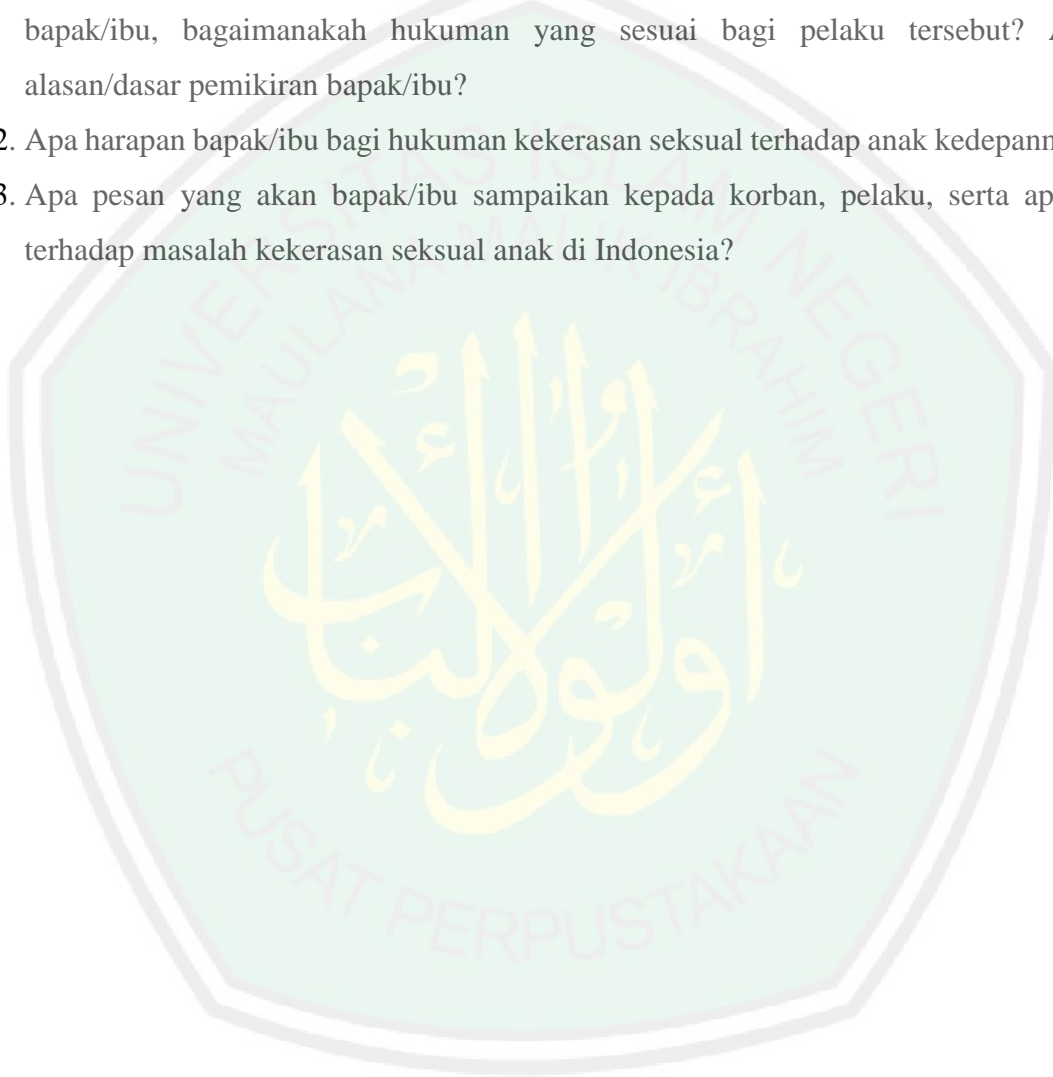 bapak/ibu, bagaimanakah hukuman yang sesuai bagi pelaku tersebut?
alasan/dasar pemikiran bapak/ibu?
2. Apa harapan bapak/ibu bagi hukuman kekerasan seksual terhadap anak
3. Apa pesan yang akan bapak/ibu sampaikan kepada korban, pelaku, serta
terhadap masalah kekerasan seksual anak di Indonesia?
UNIVERSITAS ISLAM NEGERI
MAULANA MALIK IBRAHIM
أولوا الألباب
PUSAT PERPUSTAKAAN